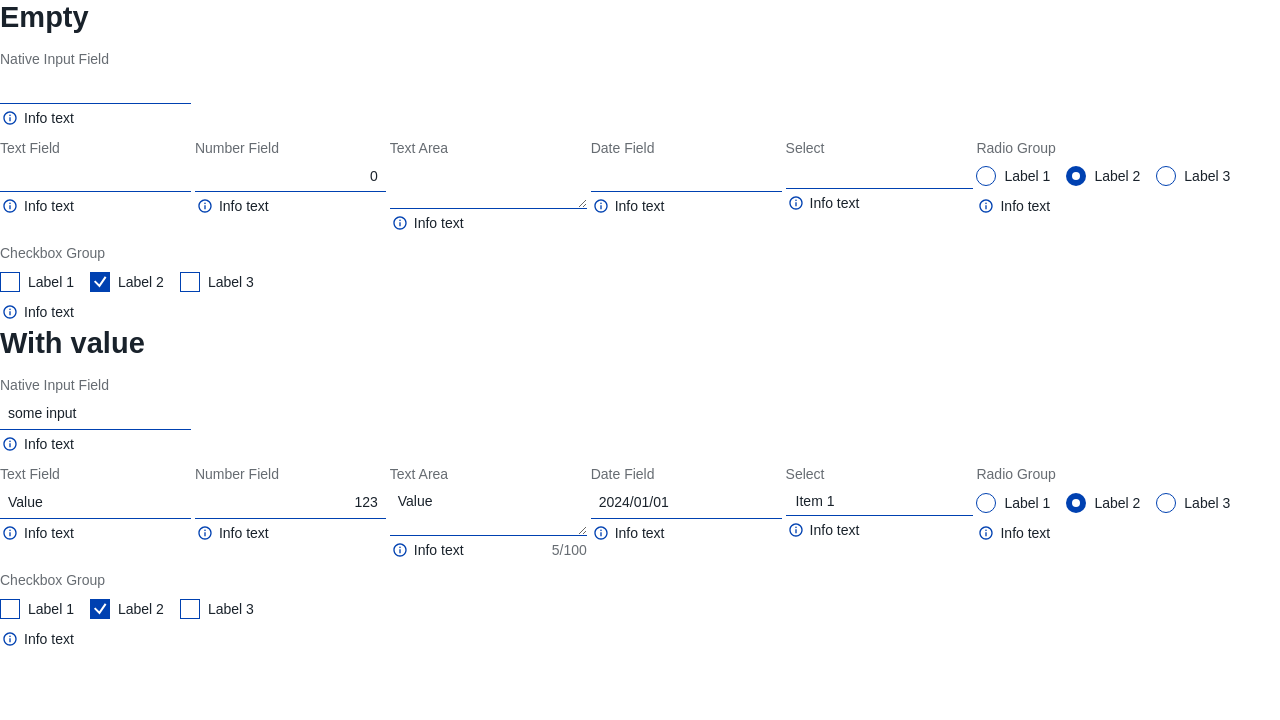 Empty
Native Input Field
Info text
Text Field Number Field Text Area Date Field Select Radio Group
0 Label 1 Label 2 Label 3
Info text Info text Info text Info text Info text Info text
Checkbox Group
Label 1 Label 2 Label 3
Info text
With value
Native Input Field
some input
Info text
Text Field Number Field Text Area Date Field Select Radio Group
Value 123 Value 2024/01/01 Item 1 Label 1 Label 2 Label 3
Info text Info text Info text 5/100 Info text Info text Info text
Checkbox Group
Label 1 Label 2 Label 3
Info text